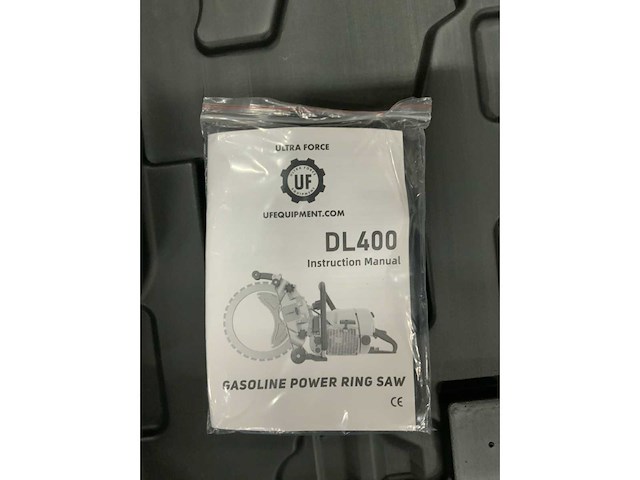 ULTRA FORCE
UF
UFEQUIPMENT.COM
DL400
Instruction Manual
GASOLINE POWER RING SAW
CE